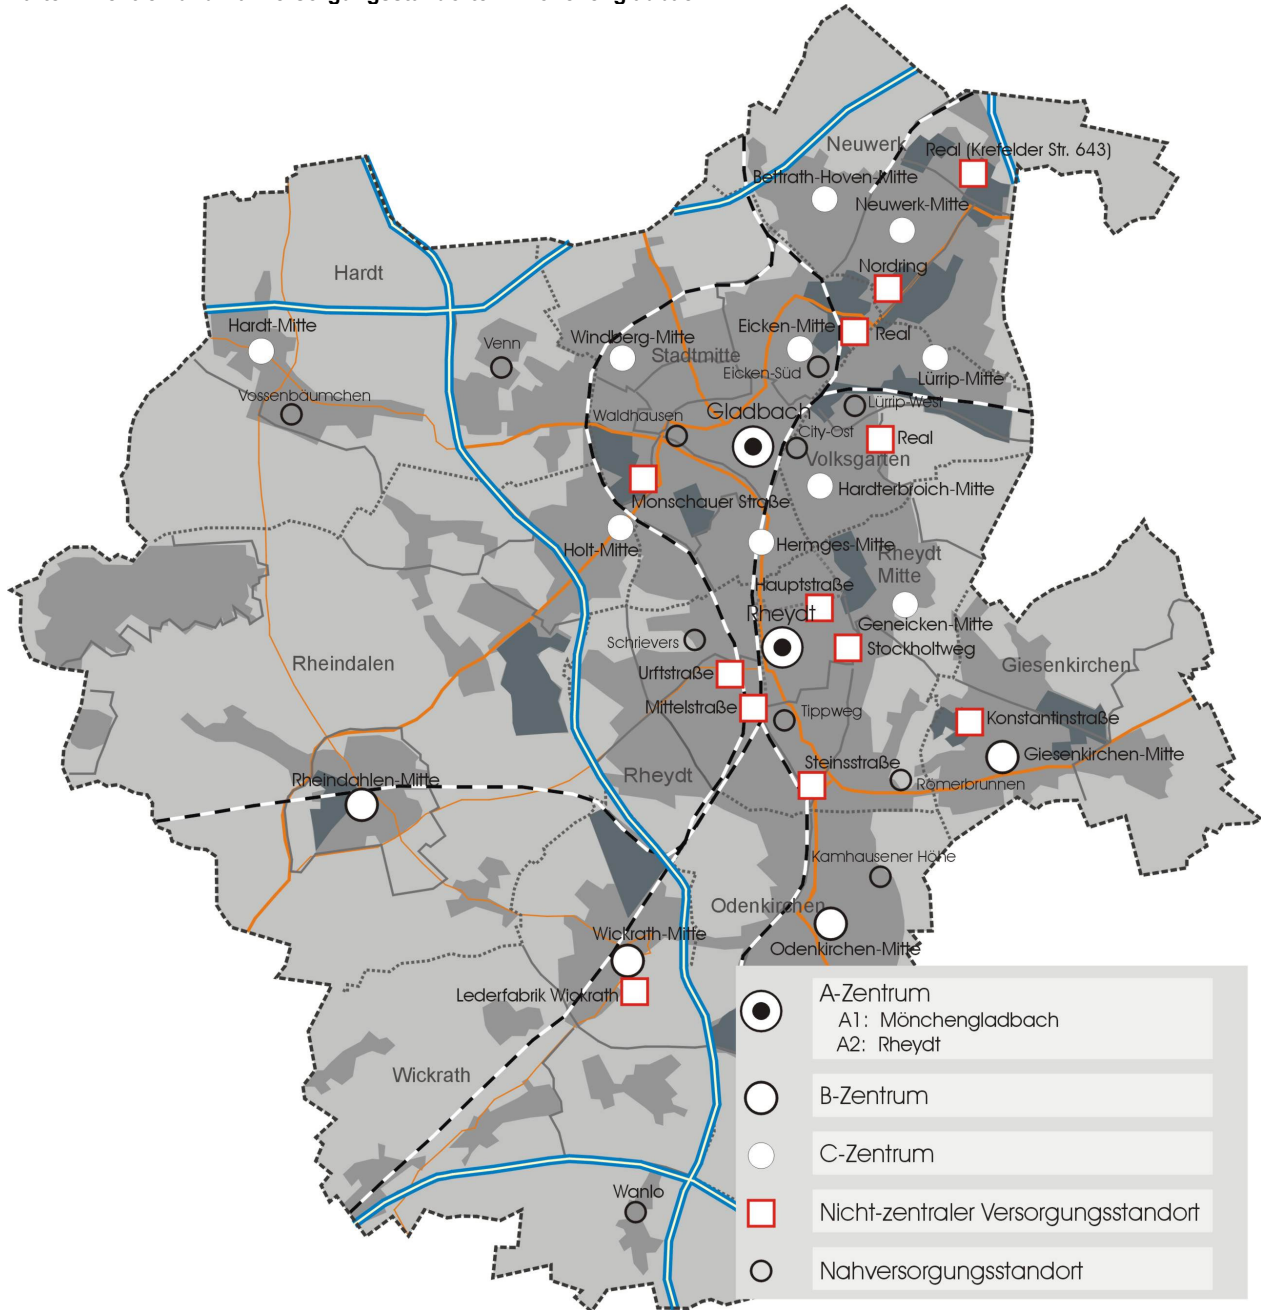 Neuwerk
Real (Krefelder Str. 643)
Bettrath-Hoven-Mitte
Neuwerk-Mitte
Hardt
Nordring
Hardt-Mitte
Windberg-Mitte
Eicken-Mitte
Real
Venn
Stadtmitte
Eicken-Süd
Lürrip-Mitte
Vossenbäumchen
Waldhausen
Gladbach
Lürrip-West
City-Ost
Real
Volksgarten
Monschauer Straße
Hardterbroich-Mitte
Holt-Mitte
Hermges-Mitte
Rheydt
Mitte
Hauptstraße
Rheydt
Geneicken-Mitte
Schrievers
Stockholtweg
Rheindalen
Giesenkirchen
Urftstraße
Mittelstraße
Tippweg
Konstantinstraße
Giesenkirchen-Mitte
Steinsstraße
Rheydt
Rheindahlen-Mitte
Römerbrunnen
Kamhausener Höhe
Odenkirchen
Wickrath-Mitte
Odenkirchen-Mitte
Lederfabrik Wickrath
Wickrath
Wanlo
A-Zentrum
A1: Mönchengladbach
A2: Rheydt
B-Zentrum
C-Zentrum
Nicht-zentraler Versorgungsstandort
Nahversorgungsstandort